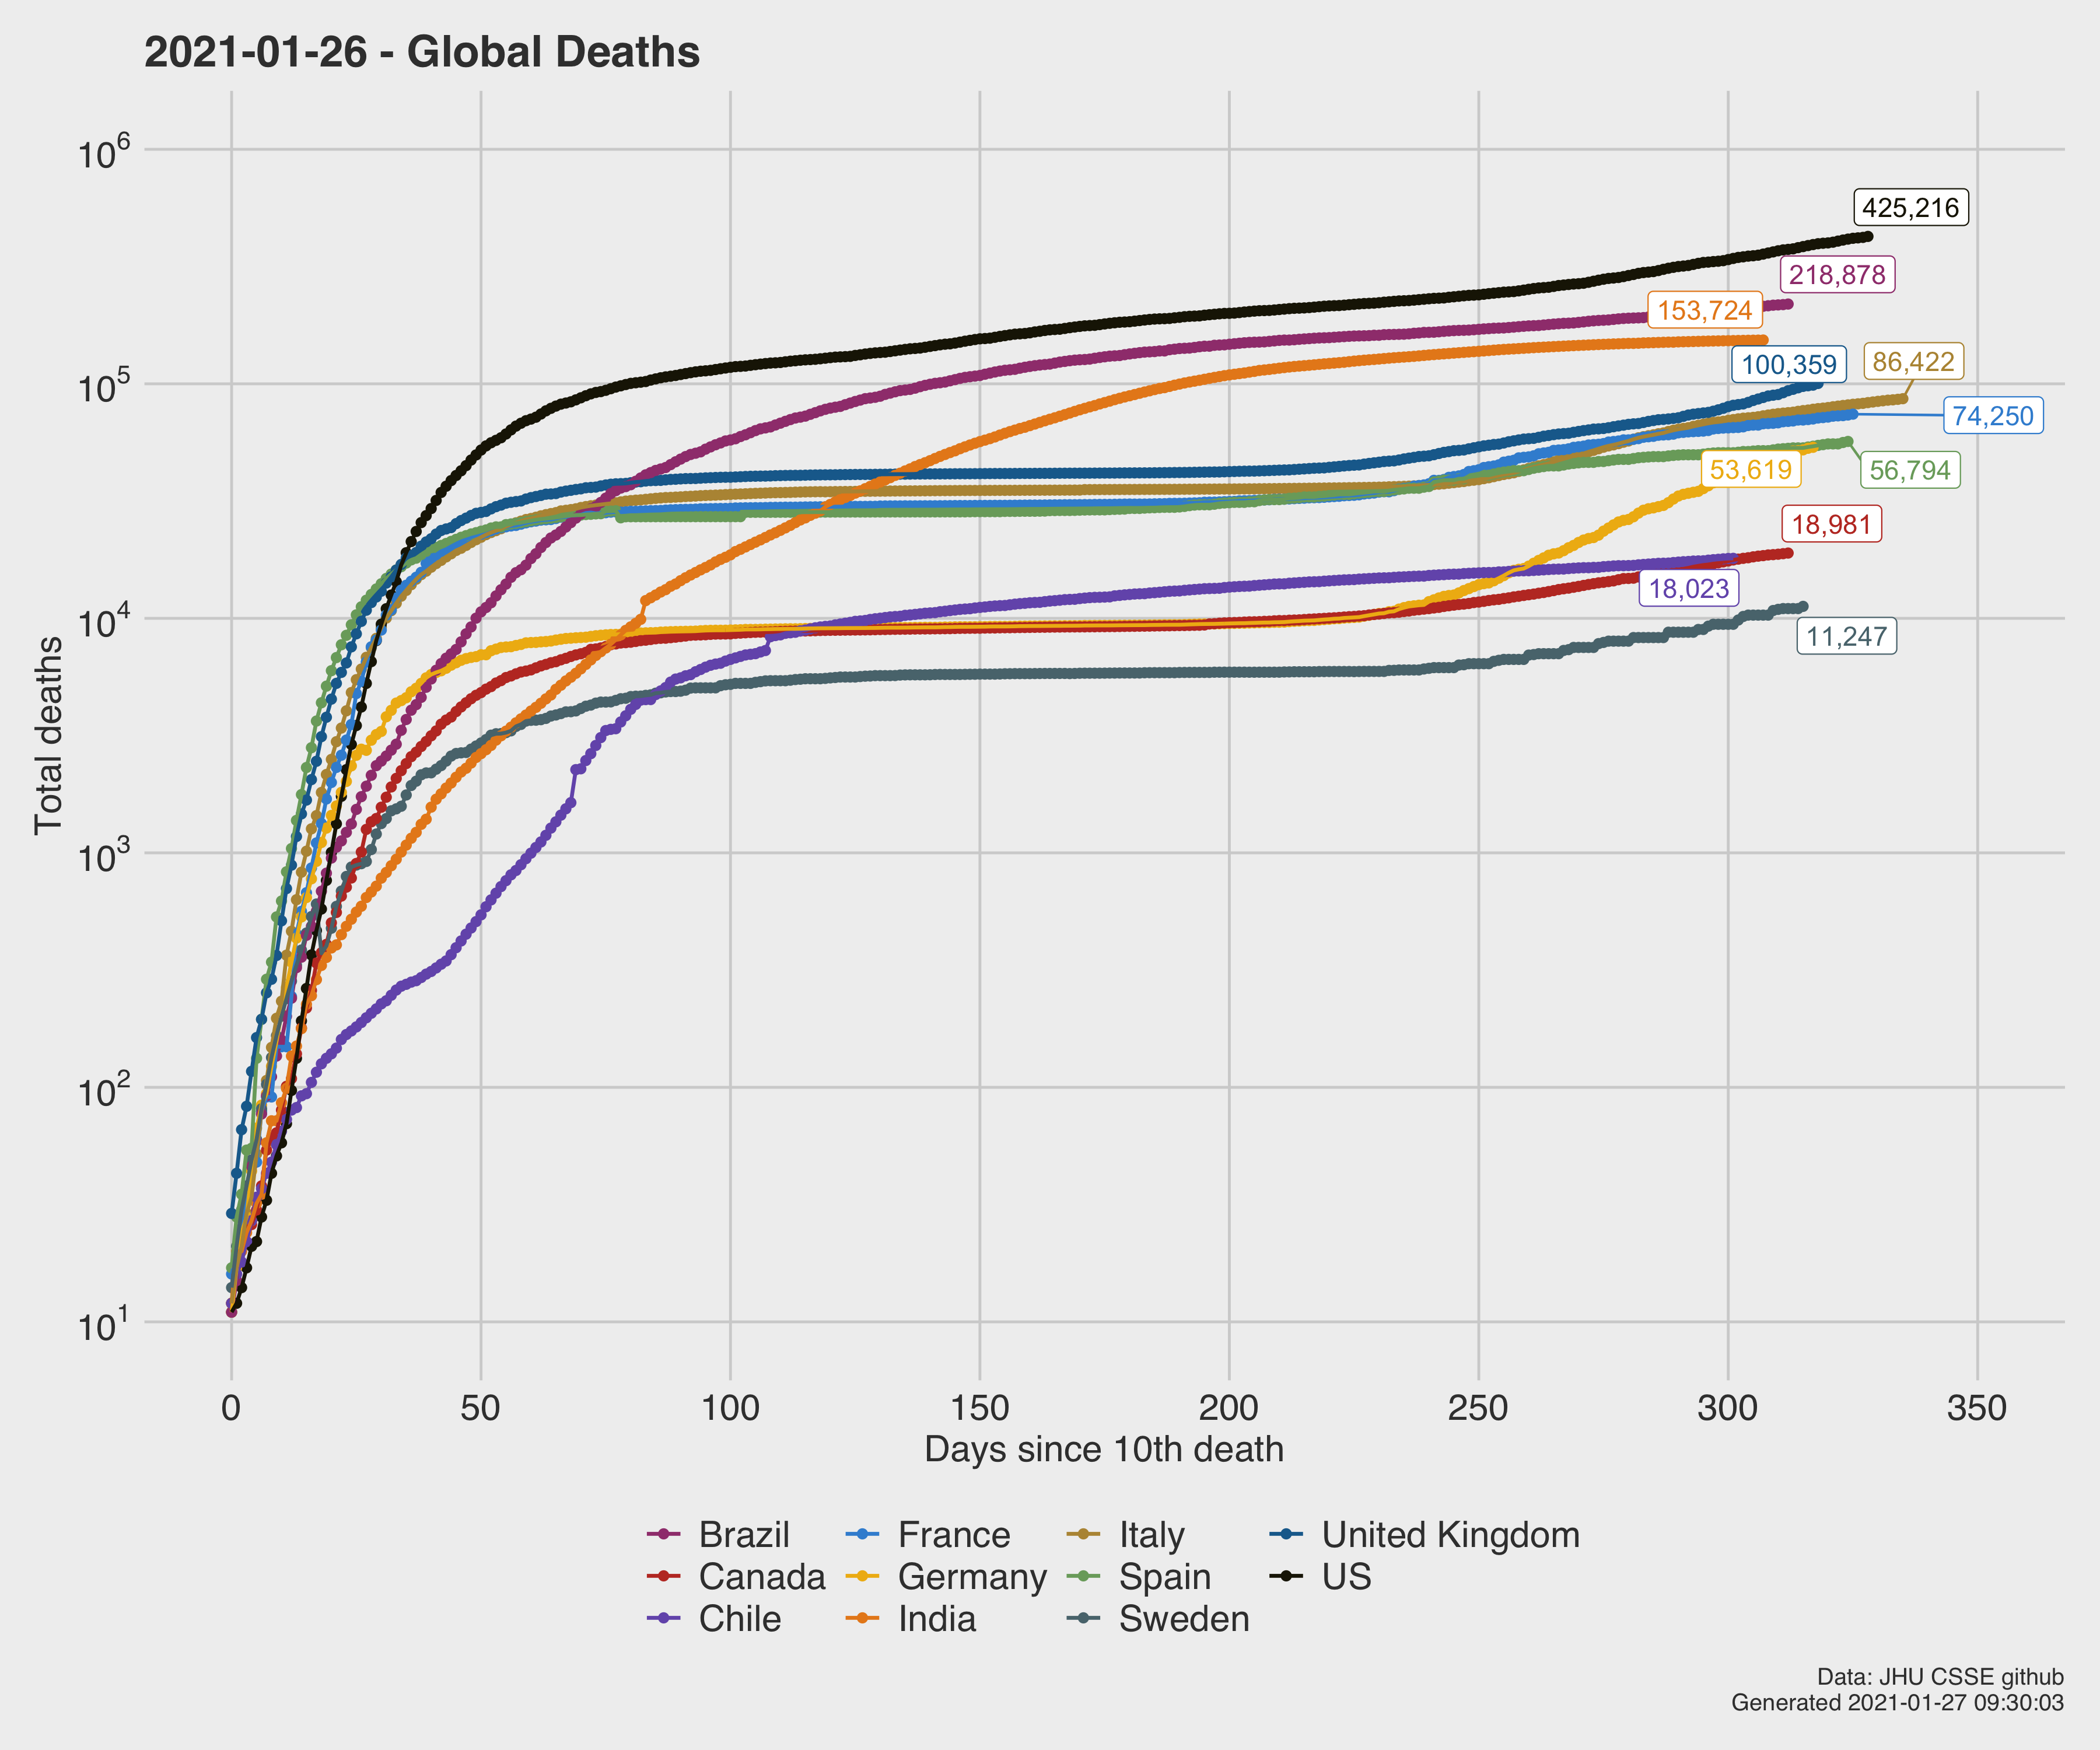 2021-01-26 - Global Deaths
10^6
10^5
10^4
10^3
10^2
10^1
Total deaths
425,216
218,878
153,724
100,359
86,422
74,250
53,619
56,794
18,981
18,023
11,247
0 50 100 150 200 250 300 350
Days since 10th death
Brazil France Italy United Kingdom
Canada Germany Spain US
Chile India Sweden
Data: JHU CSSE github
Generated 2021-01-27 09:30:03